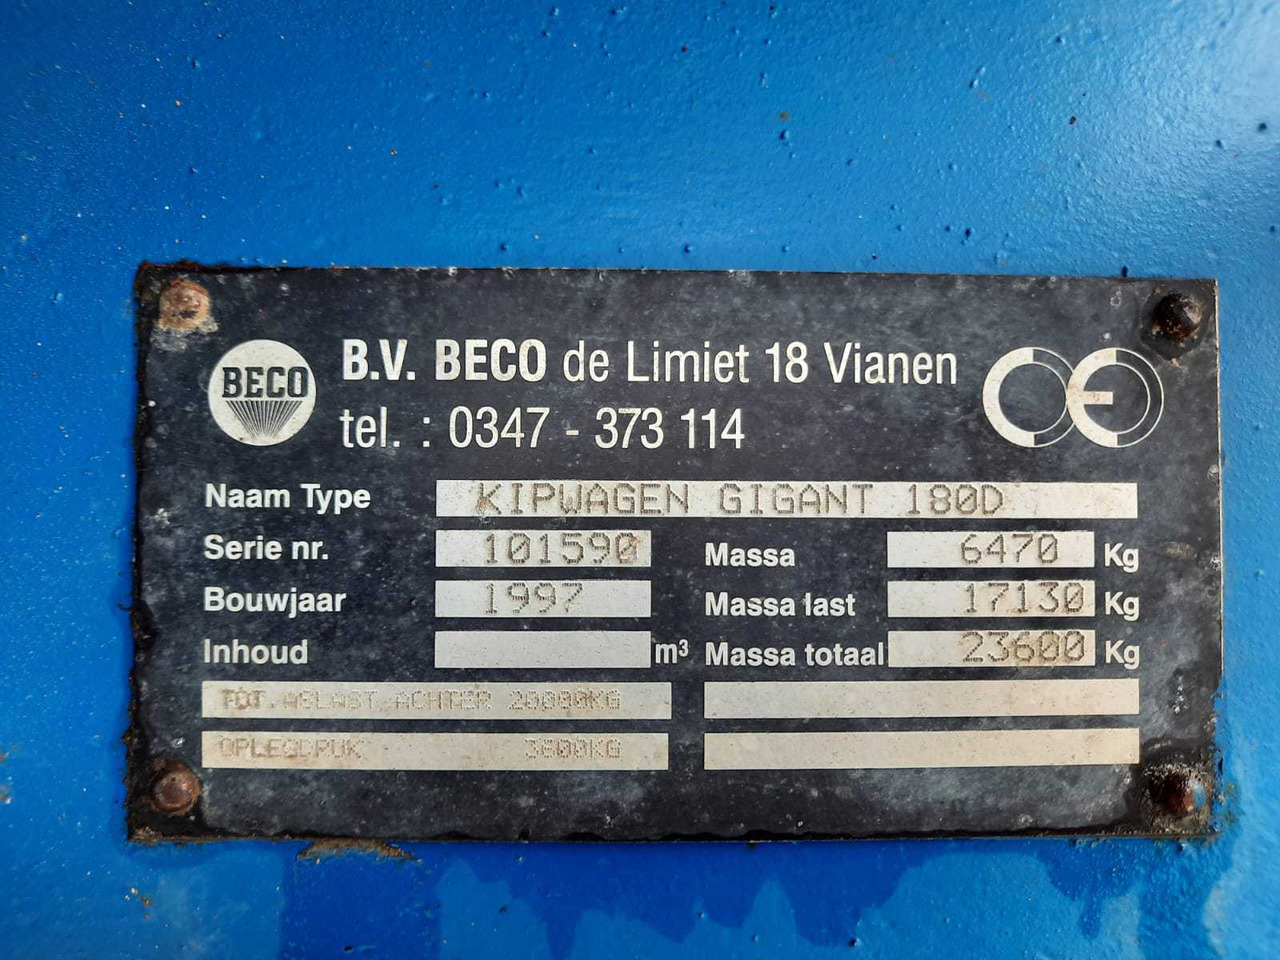 BECO
B.V. BECO de Limiet 18 Vianen
CE
tel. : 0347 - 373 114
Naam Type KIPWAGEN GIGANT 180D
Serie nr. 101590 Massa 6470 Kg
Bouwjaar 1997 Massa last 17130 Kg
Inhoud m³ Massa totaal 23600 Kg
TOT. ASLAST ACHTER 20000KG
OPLEGDRUK 3600KG